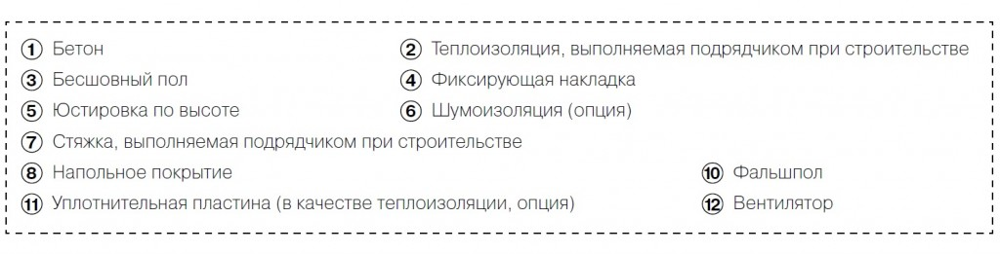 ① Бетон ② Теплоизоляция, выполняемая подрядчиком при строительстве
③ Бесшовный пол ④ Фиксирующая накладка
⑤ Юстировка по высоте ⑥ Шумоизоляция (опция)
⑦ Стяжка, выполняемая подрядчиком при строительстве
⑧ Напольное покрытие ⑩ Фальшпол
⑪ Уплотнительная пластина (в качестве теплоизоляции, опция) ⑫ Вентилятор